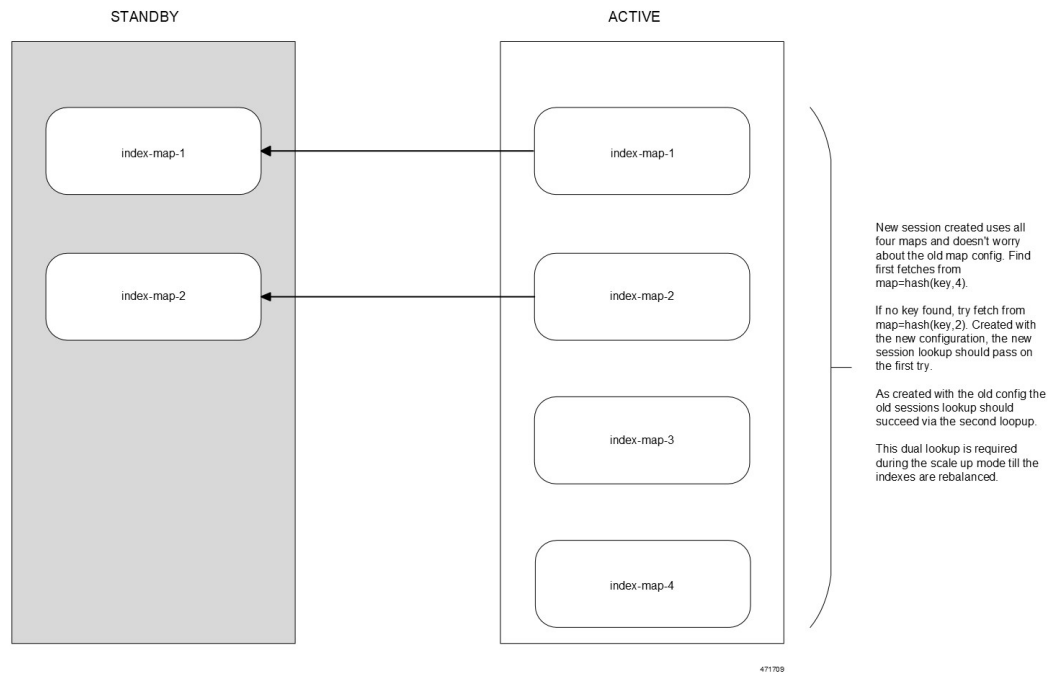 STANDBY
ACTIVE
index-map-1
index-map-1
index-map-2
index-map-2
index-map-3
index-map-4
New session created uses all
four maps and doesn't worry
about the old map config. Find
first fetches from
map=hash(key,4).
If no key found, try fetch from
map=hash(key,2). Created with
the new configuration, the new
session lookup should pass on
the first try.
As created with the old config the
old sessions lookup should
succeed via the second loopup.
This dual lookup is required
during the scale up mode till the
indexes are rebalanced.
471709